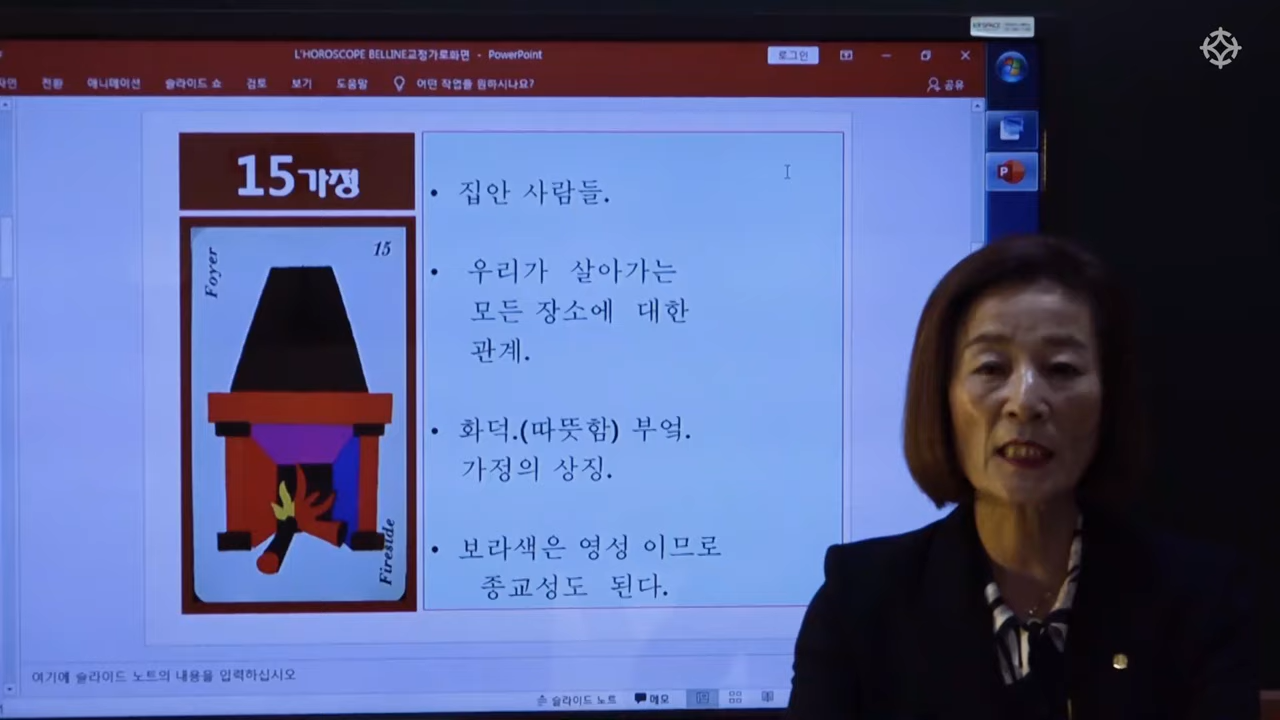 L'HOROSCOPE BELLINE교정가로화면 - PowerPoint
로그인
전환 애니메이션 슬라이드 쇼 검토 보기 도움말 어떤 작업을 원하시나요?
공유
15가정
Foyer
15
Fireside
• 집안 사람들.
• 우리가 살아가는
모든 장소에 대한
관계.
• 화덕.(따뜻함) 부엌.
가정의 상징.
• 보라색은 영성 이므로
종교성도 된다.
여기에 슬라이드 노트의 내용을 입력하십시오
슬라이드 노트 메모